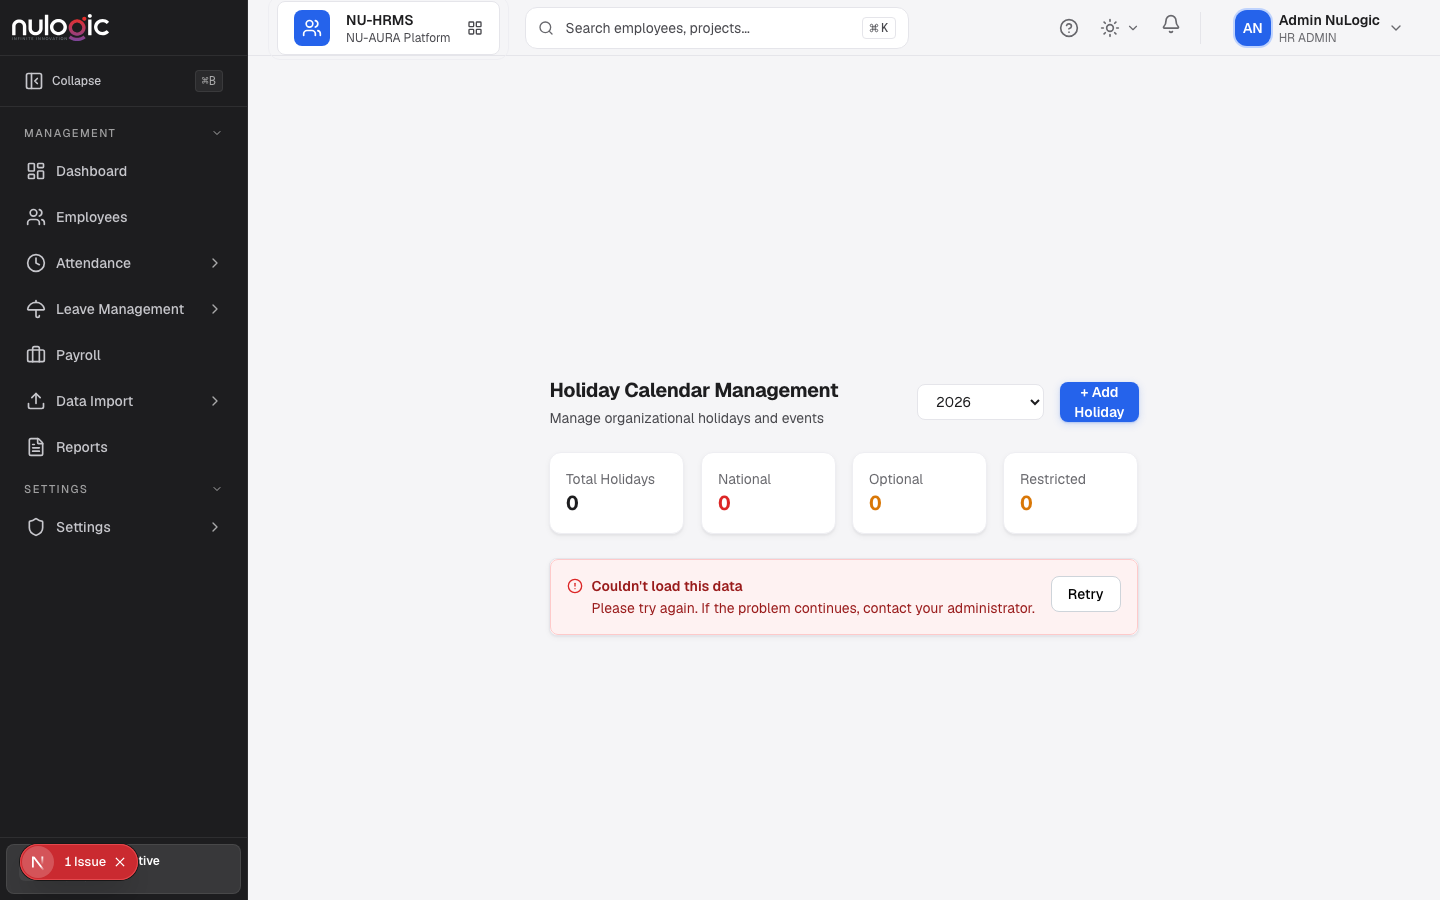 nulogic
Collapse
⌘B
MANAGEMENT
Dashboard
Employees
Attendance
Leave Management
Payroll
Data Import
Reports
SETTINGS
Settings
1 Issue
tive
NU-HRMS
NU-AURA Platform
Search employees, projects...
⌘K
AN
Admin NuLogic
HR ADMIN
Holiday Calendar Management
Manage organizational holidays and events
2026
+ Add
Holiday
Total Holidays
0
National
0
Optional
0
Restricted
0
Couldn't load this data
Please try again. If the problem continues, contact your administrator.
Retry